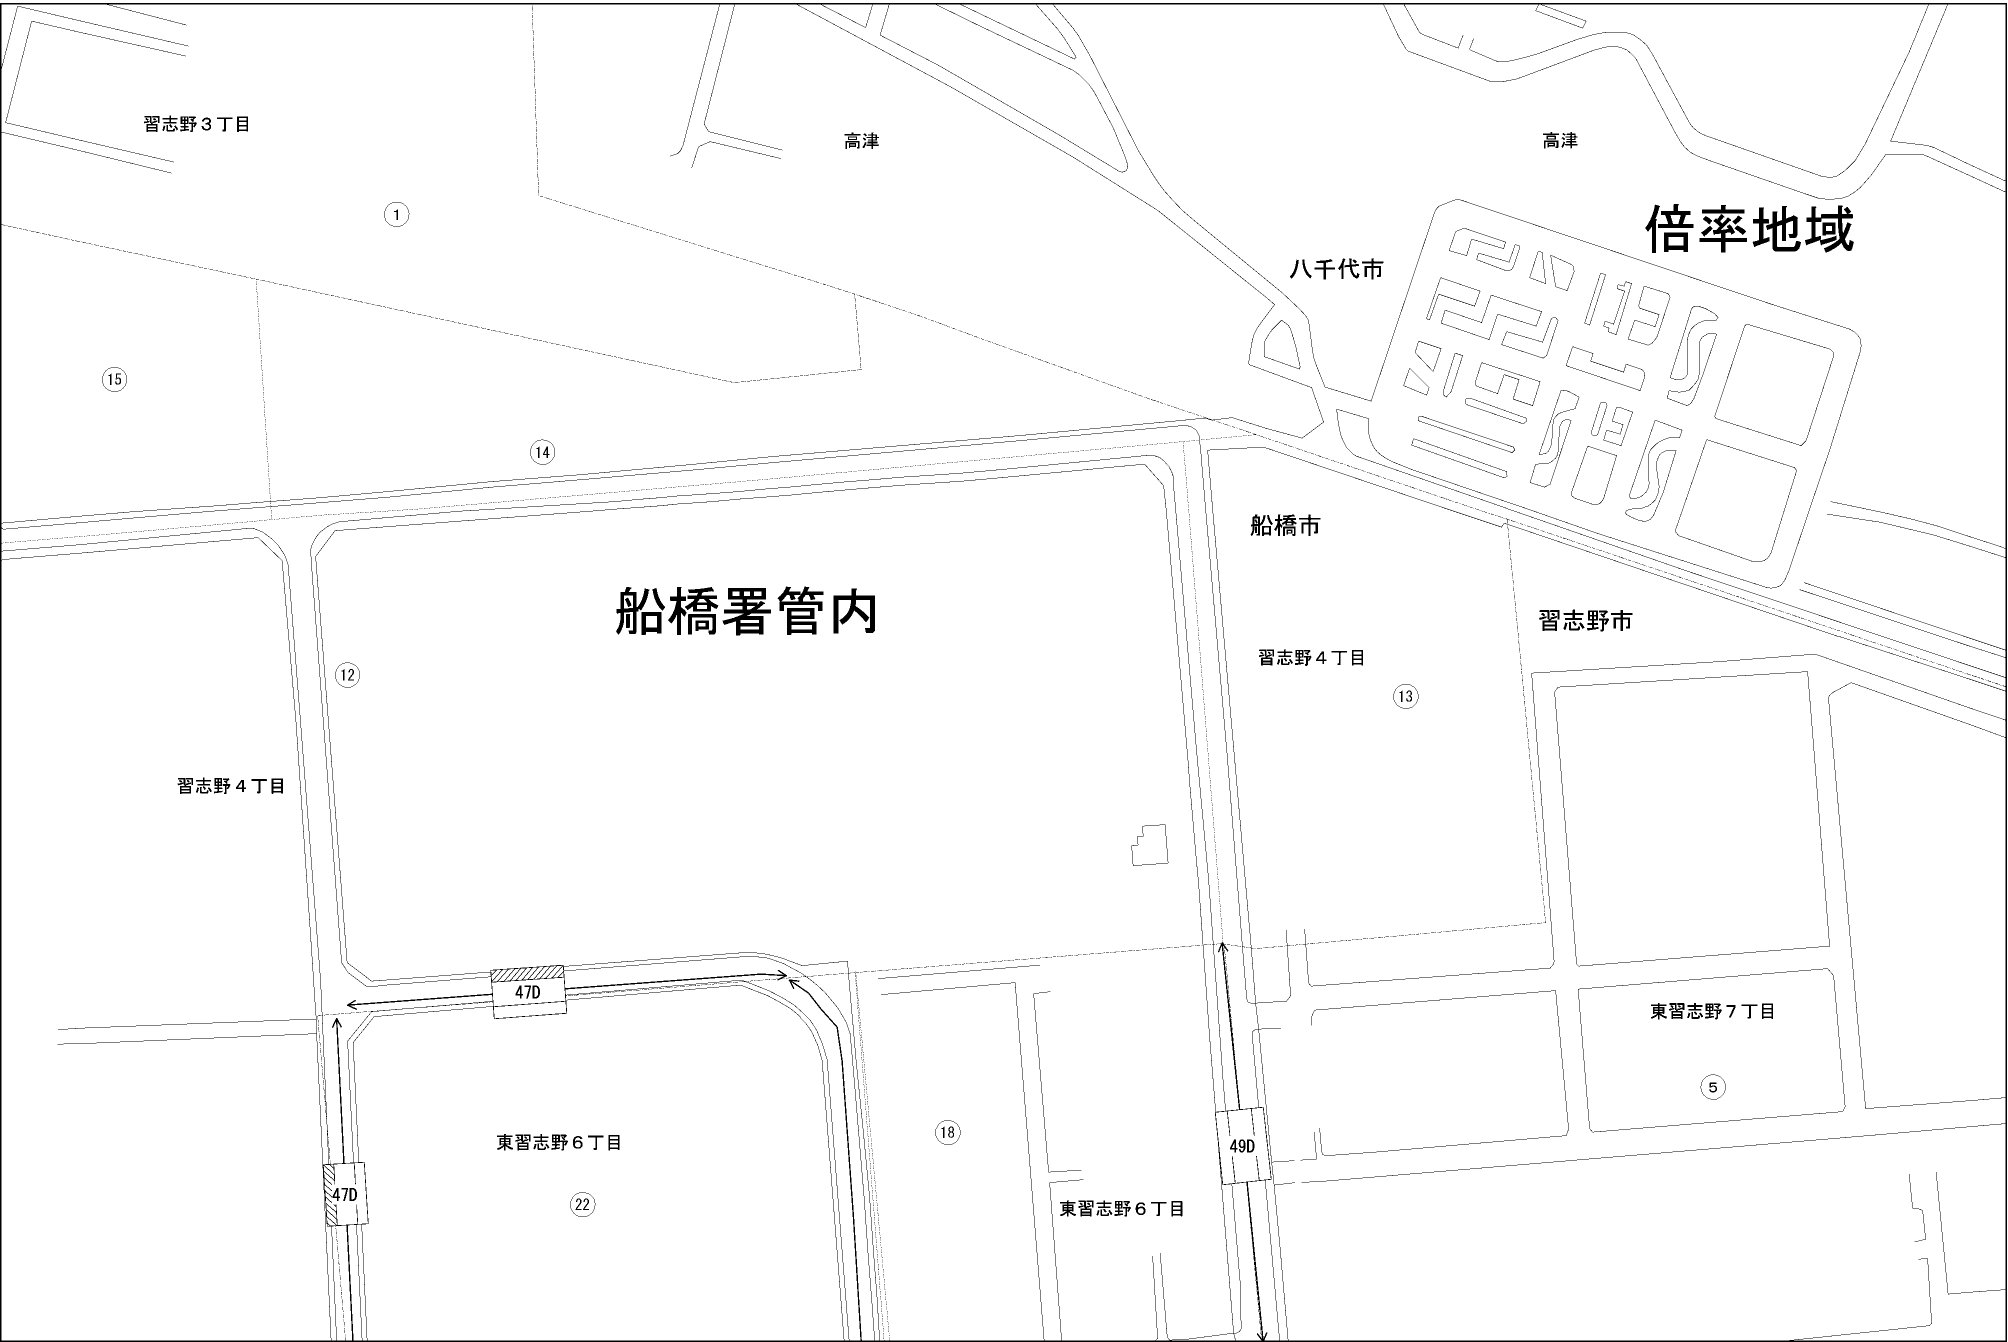 習志野３丁目
高津
高津
1
倍率地域
八千代市
15
14
船橋市
船橋署管内
習志野市
習志野４丁目
12
13
習志野４丁目
47D
東習志野７丁目
5
18
東習志野６丁目
49D
47D
22
東習志野６丁目